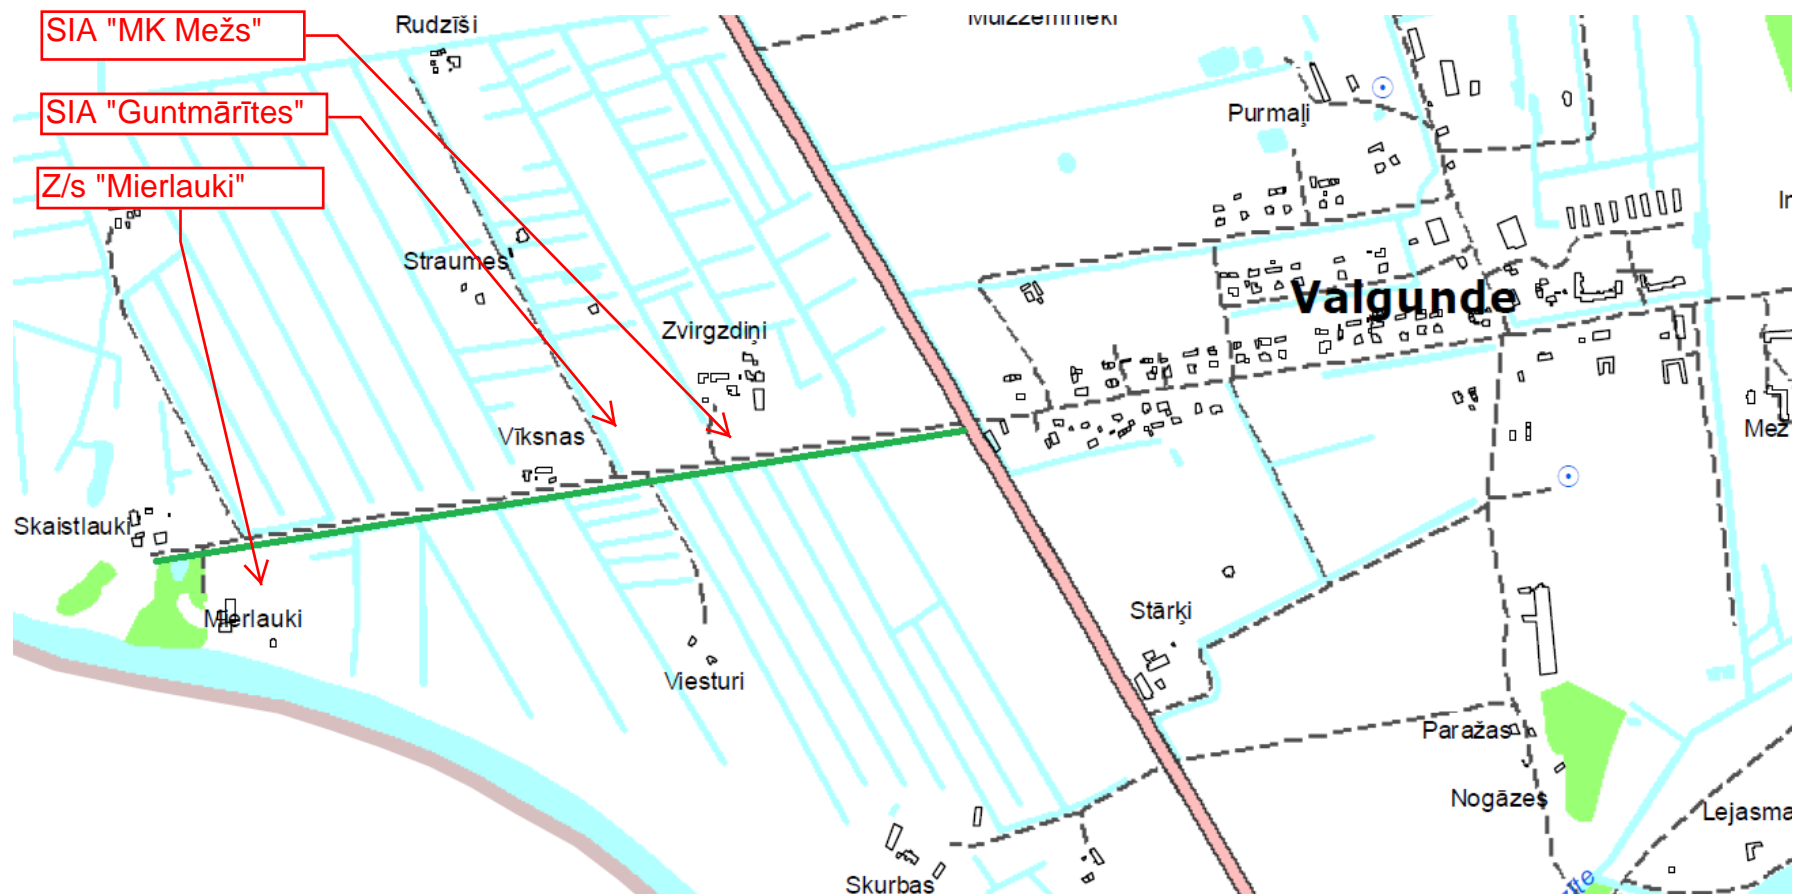 SIA "MK Mežs"
Rudzīši
Muižzemnieki
SIA "Guntmārītes"
Purmaļi
Z/s "Mierlauki"
Straumes
Valgunde
Zvirgzdiņi
Mež
Vīksnas
Skaistlauki
Mierlauki
Stārķi
Viesturi
Paražas
Nogāzes
Lejasma
Skurbas